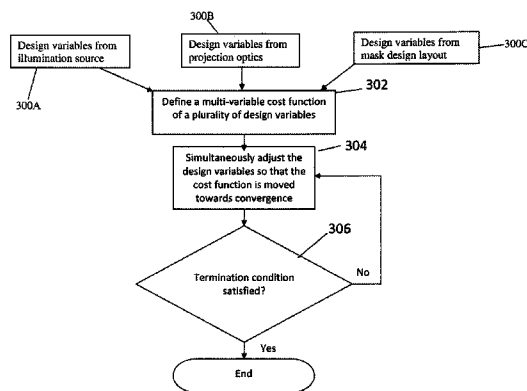 300B
Design variables from
illumination source
Design variables from
projection optics
Design variables from
mask design layout
300C
300A
302
Define a multi-variable cost function
of a plurality of design variables
304
Simultaneously adjust the
design variables so that the
cost function is moved
towards convergence
306
Termination condition
satisfied?
No
Yes
End